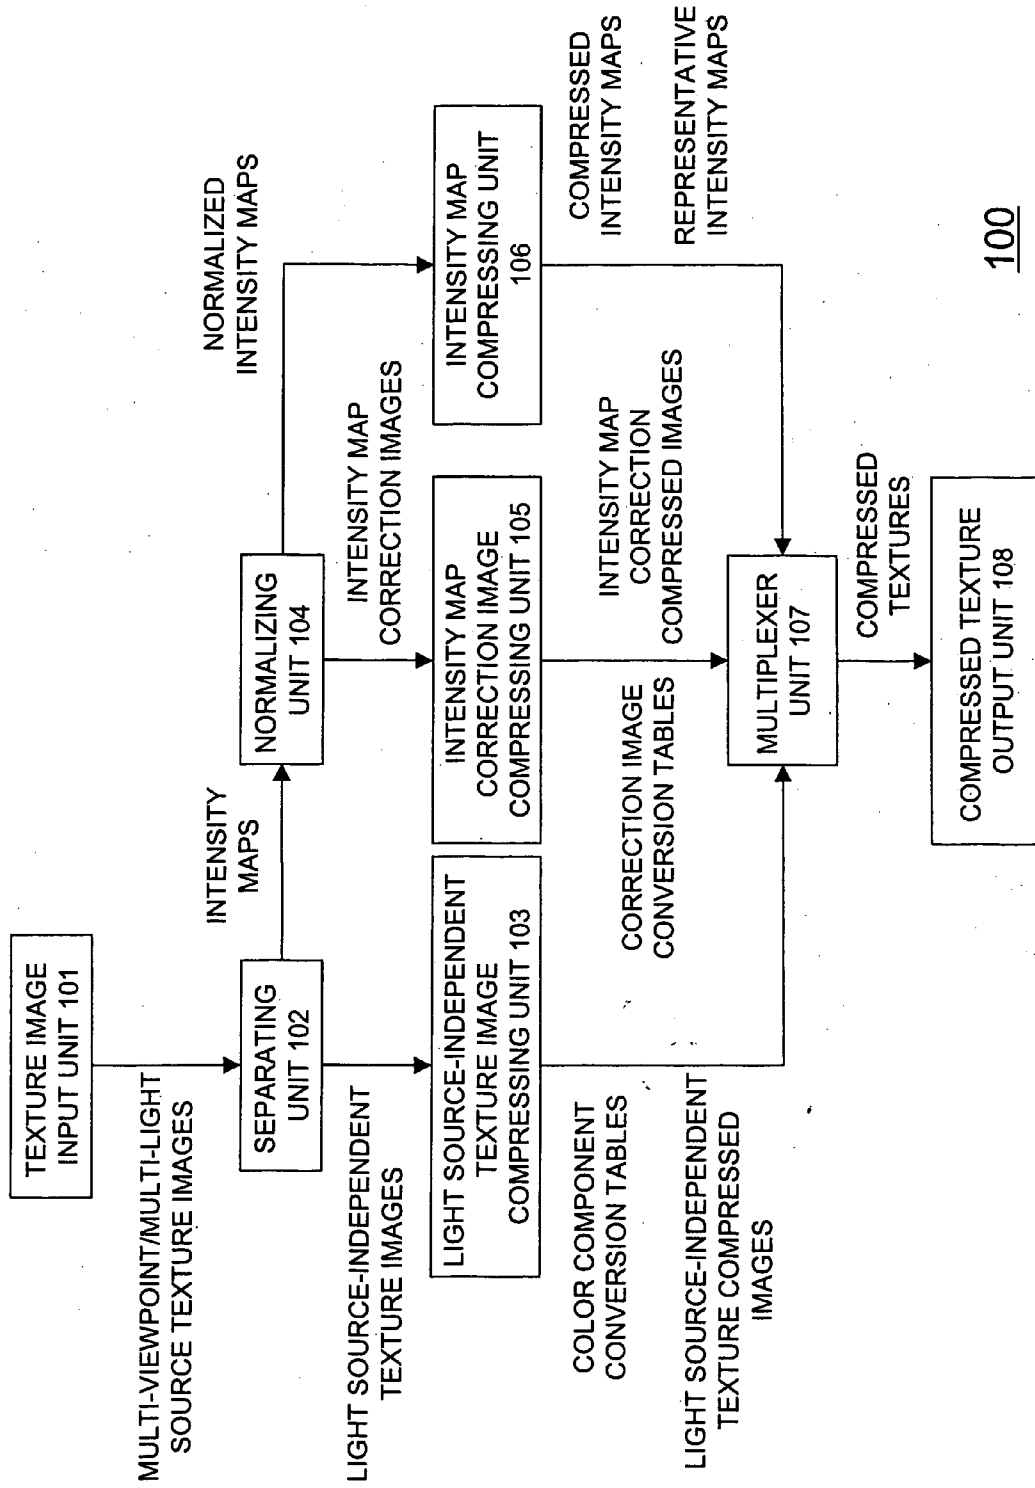 TEXTURE IMAGE
INPUT UNIT 101
MULTI-VIEWPOINT/MULTI-LIGHT
SOURCE TEXTURE IMAGES
SEPARATING
UNIT 102
INTENSITY
MAPS
NORMALIZING
UNIT 104
NORMALIZED
INTENSITY MAPS
LIGHT SOURCE-INDEPENDENT
TEXTURE IMAGES
INTENSITY MAP
CORRECTION IMAGES
LIGHT SOURCE-INDEPENDENT
TEXTURE IMAGE
COMPRESSING UNIT 103
INTENSITY MAP
CORRECTION IMAGE
COMPRESSING UNIT 105
INTENSITY MAP
COMPRESSING UNIT
106
COLOR COMPONENT
CONVERSION TABLES
LIGHT SOURCE-INDEPENDENT
TEXTURE COMPRESSED
IMAGES
CORRECTION IMAGE
CONVERSION TABLES
INTENSITY MAP
CORRECTION
COMPRESSED IMAGES
COMPRESSED
INTENSITY MAPS
REPRESENTATIVE
INTENSITY MAPS
MULTIPLEXER
UNIT 107
COMPRESSED
TEXTURES
COMPRESSED TEXTURE
OUTPUT UNIT 108
100